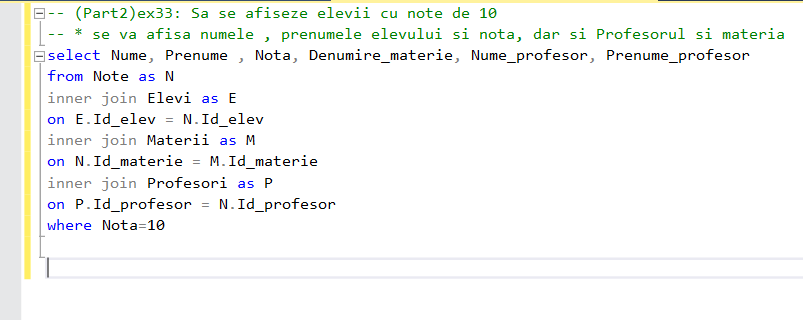 -- (Part2)ex33: Sa se afiseze elevii cu note de 10
-- * se va afisa numele , prenumele elevului si nota, dar si Profesorul si materia
select Nume, Prenume , Nota, Denumire_materie, Nume_profesor, Prenume_profesor
from Note as N
inner join Elevi as E
on E.Id_elev = N.Id_elev
inner join Materii as M
on N.Id_materie = M.Id_materie
inner join Profesori as P
on P.Id_profesor = N.Id_profesor
where Nota=10